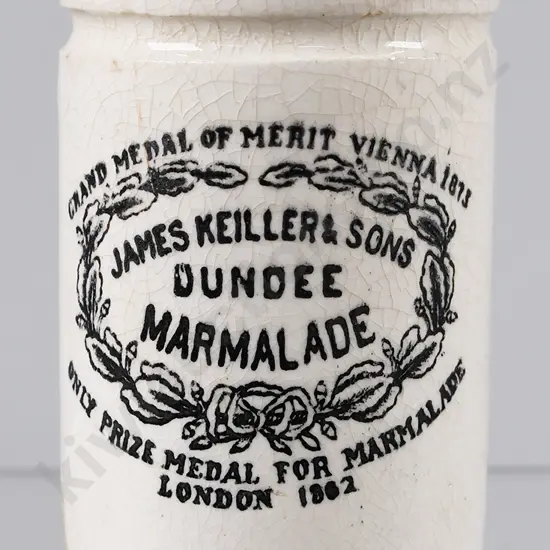 GRAND MEDAL OF MERIT VIENNA 1873
JAMES KEILLER & SONS
DUNDEE
MARMALADE
ONLY PRIZE MEDAL FOR MARMALADE
LONDON 1862